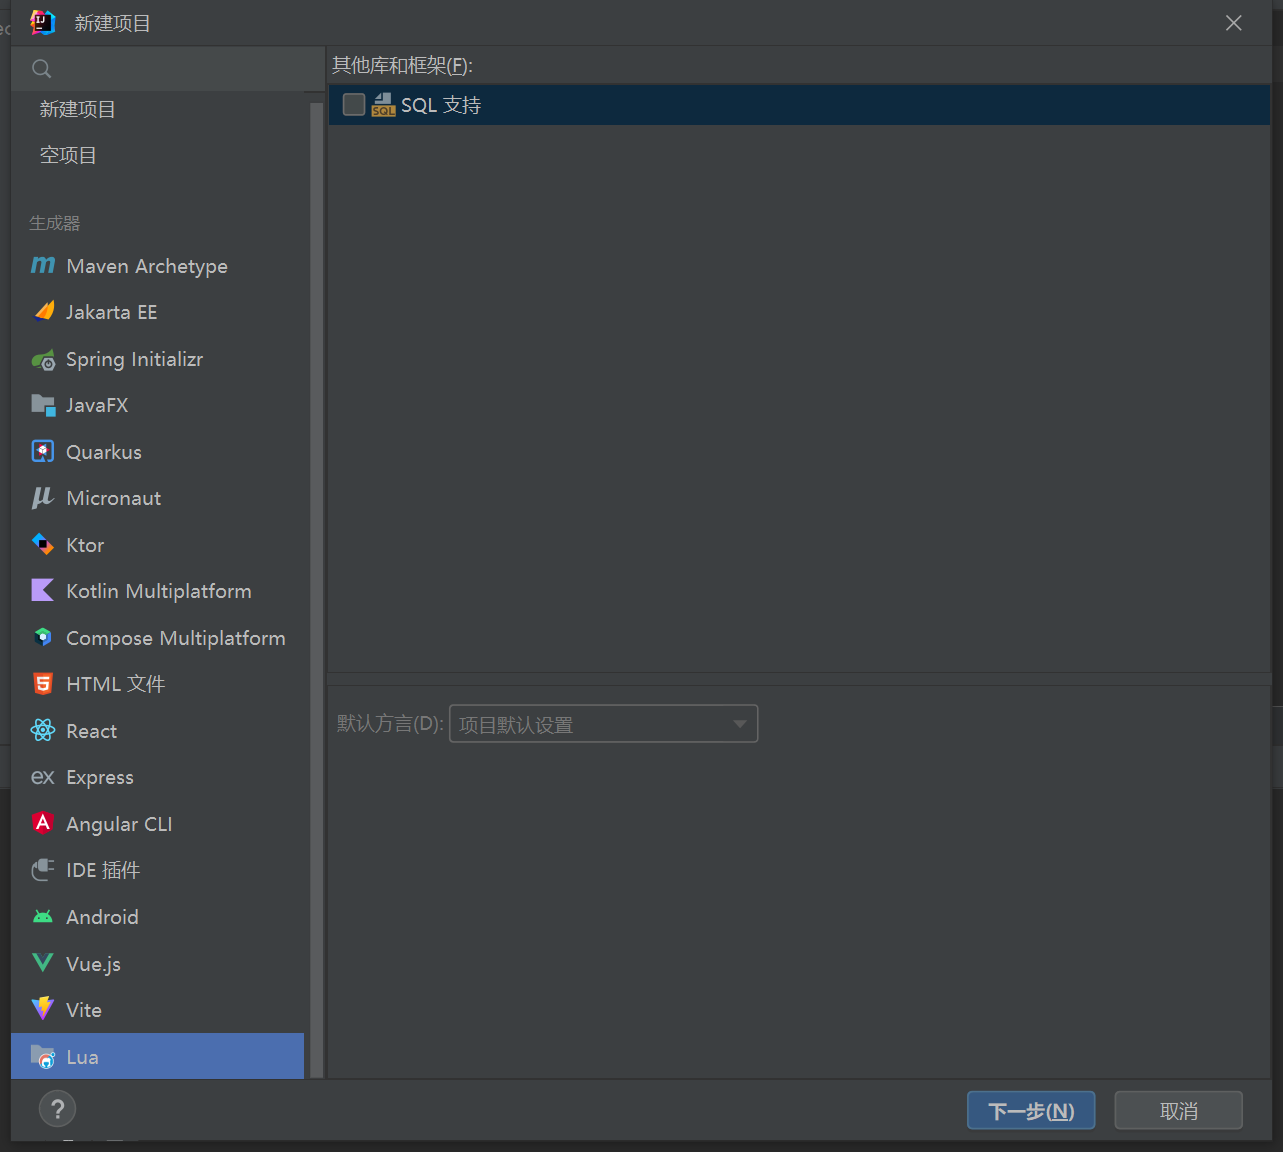 新建项目
其他库和框架(F):
SQL 支持
新建项目
空项目
生成器
Maven Archetype
Jakarta EE
Spring Initializr
JavaFX
Quarkus
Micronaut
Ktor
Kotlin Multiplatform
Compose Multiplatform
HTML 文件
React
Express
Angular CLI
IDE 插件
Android
Vue.js
Vite
Lua
默认方言(D): 项目默认设置
?
下一步(N) 取消